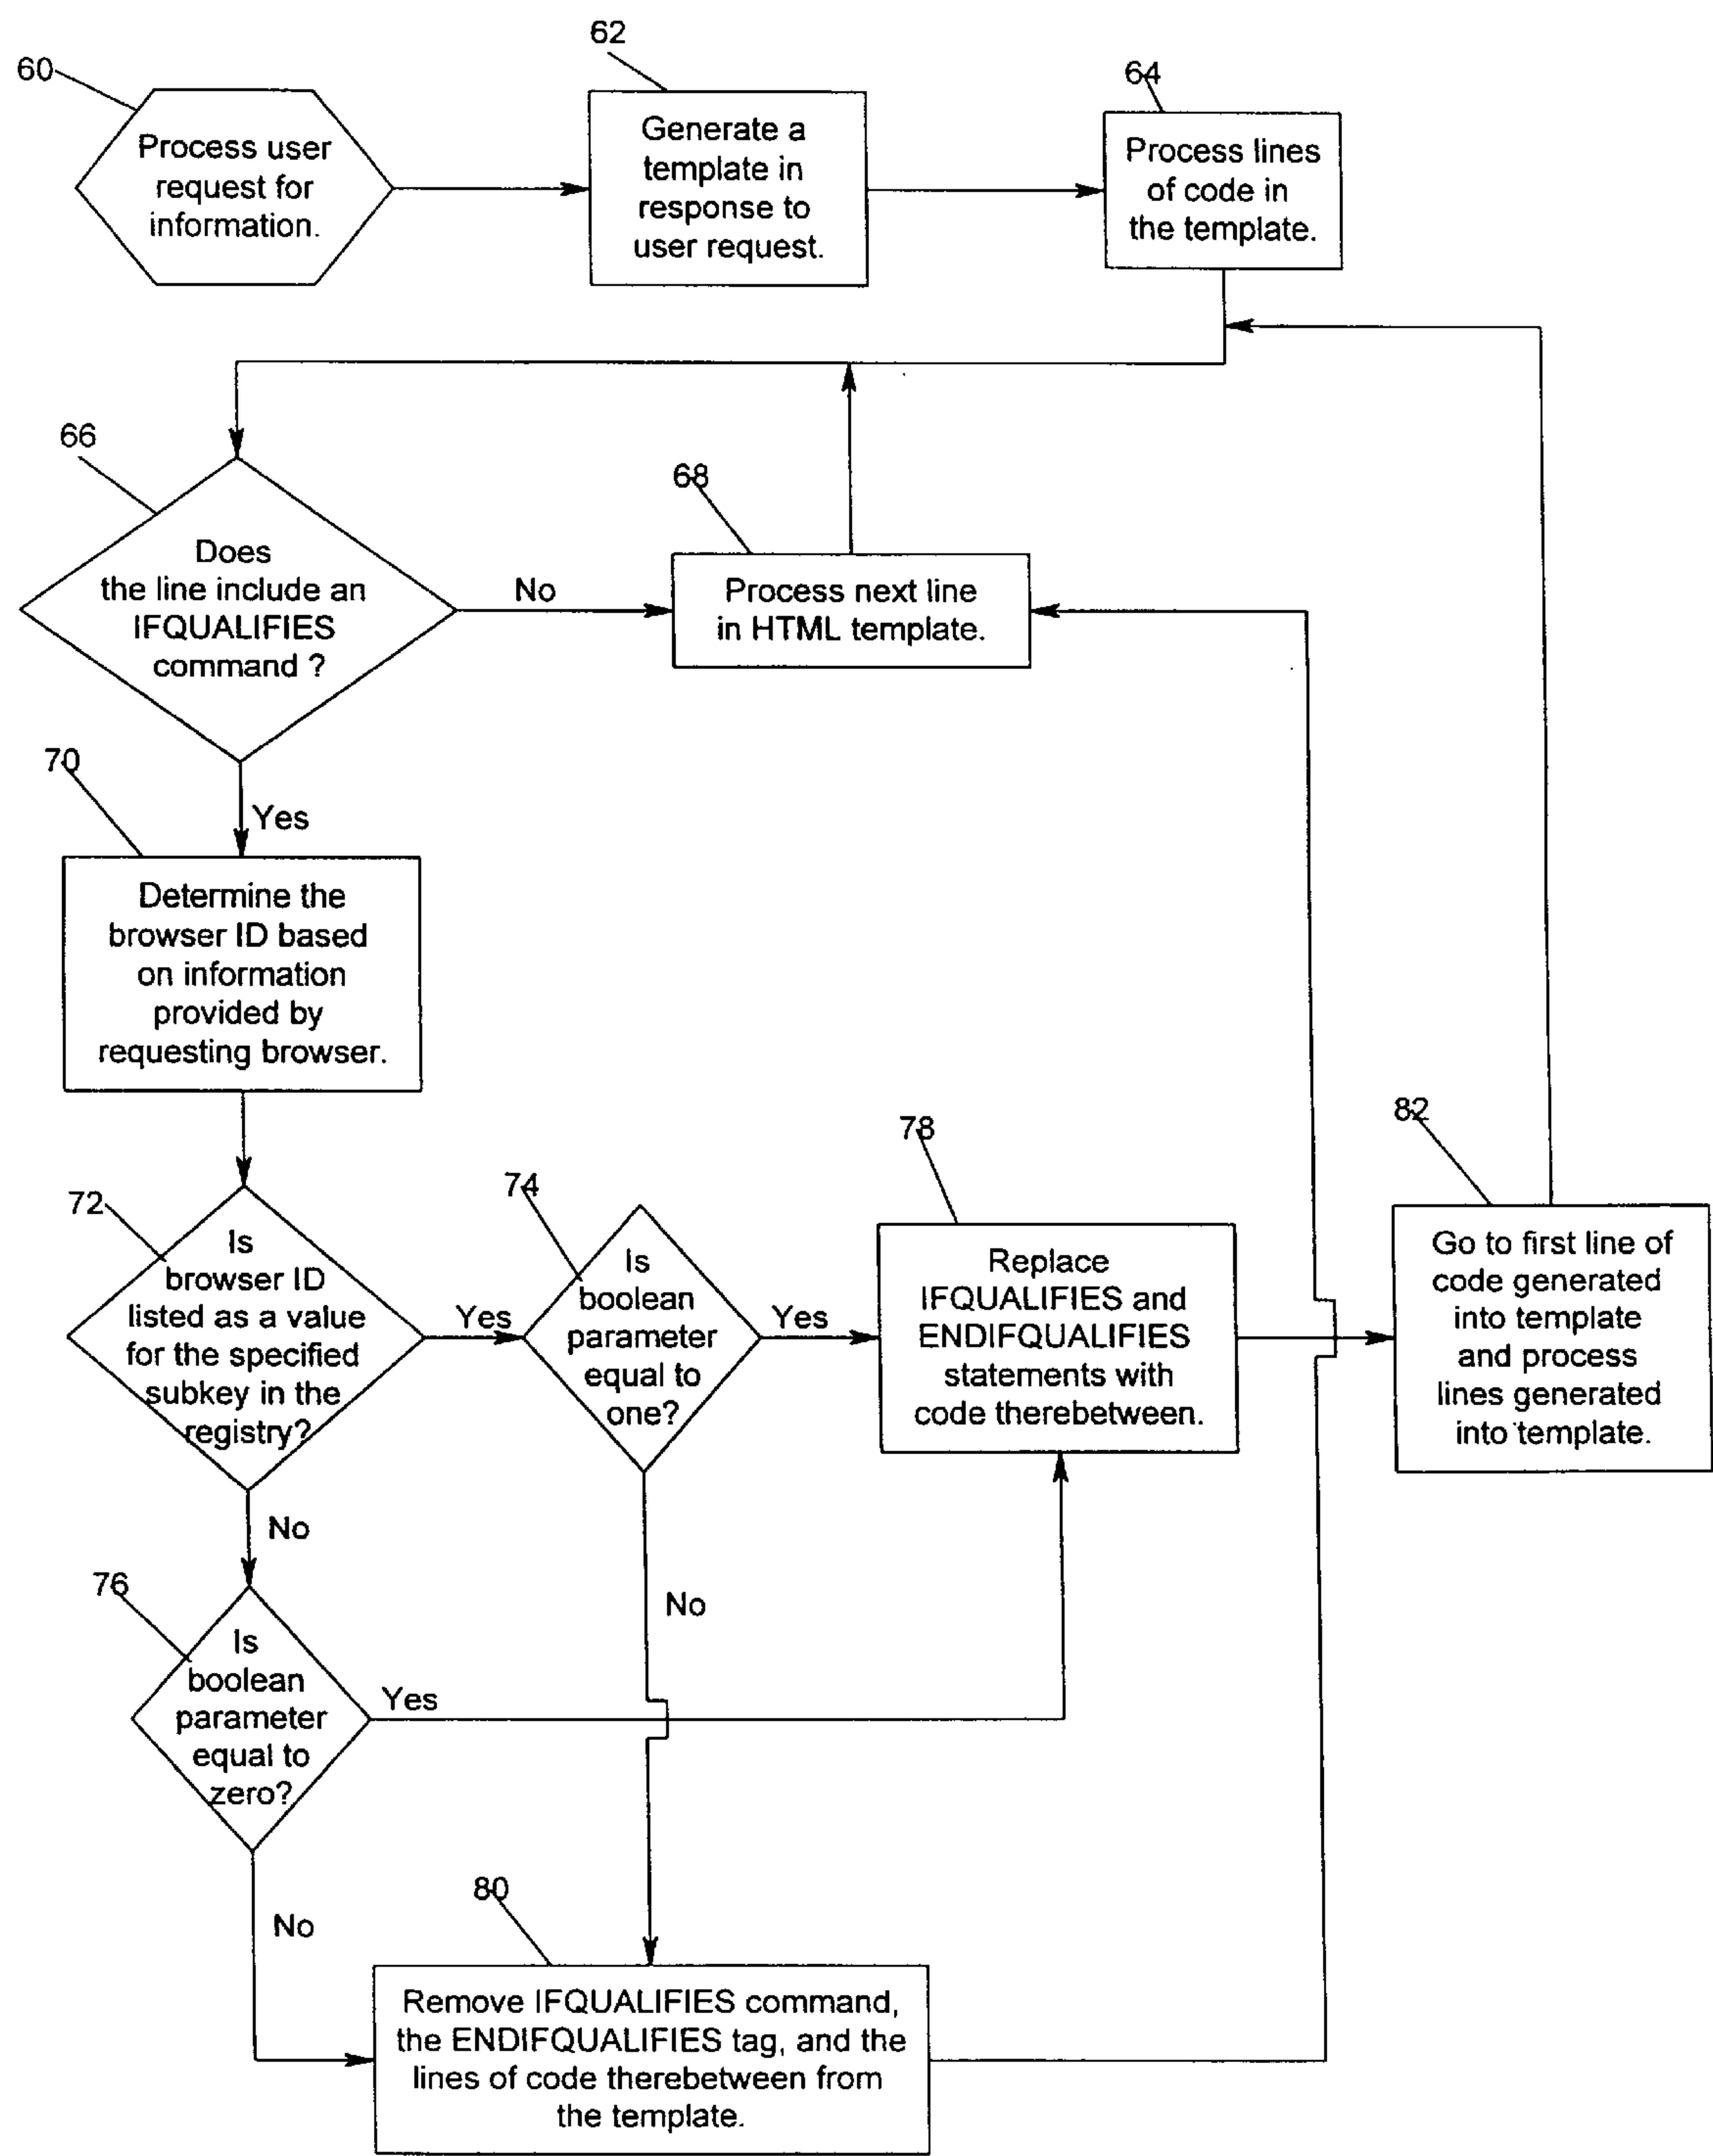 60
Process user
request for
information.
62
Generate a
template in
response to
user request.
64
Process lines
of code in
the template.
66
Does
the line include an
IFQUALIFIES
command ?
No
68
Process next line
in HTML template.
Yes
70
Determine the
browser ID based
on information
provided by
requesting browser.
72
Is
browser ID
listed as a value
for the specified
subkey in the
registry?
Yes
74
Is
boolean
parameter
equal to
one?
Yes
78
Replace
IFQUALIFIES and
ENDIFQUALIFIES
statements with
code therebetween.
82
Go to first line of
code generated
into template
and process
lines generated
into template.
No
76
Is
boolean
parameter
equal to
zero?
Yes
No
No
80
Remove IFQUALIFIES command,
the ENDIFQUALIFIES tag, and the
lines of code therebetween from
the template.